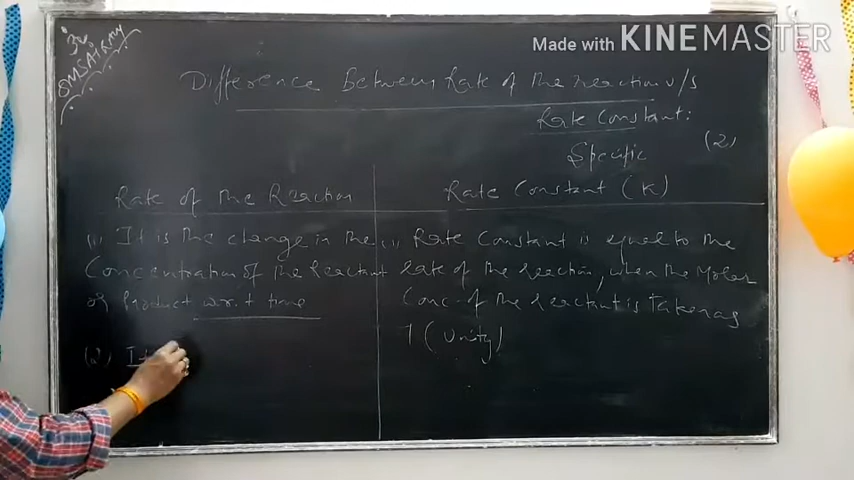 Made with KINEMASTER
Difference Between Rate of the reaction v/s
Rate Constant:
Specific (2)
Rate of the Reaction
Rate Constant (K)
(1) It is the change in the
Concentration of the Reactant
or Product w.r.t time
(2) It
(1) Rate Constant is equal to the
rate of the reaction, when the Molar
Conc. of the reactant is taken as
1 (Unity)